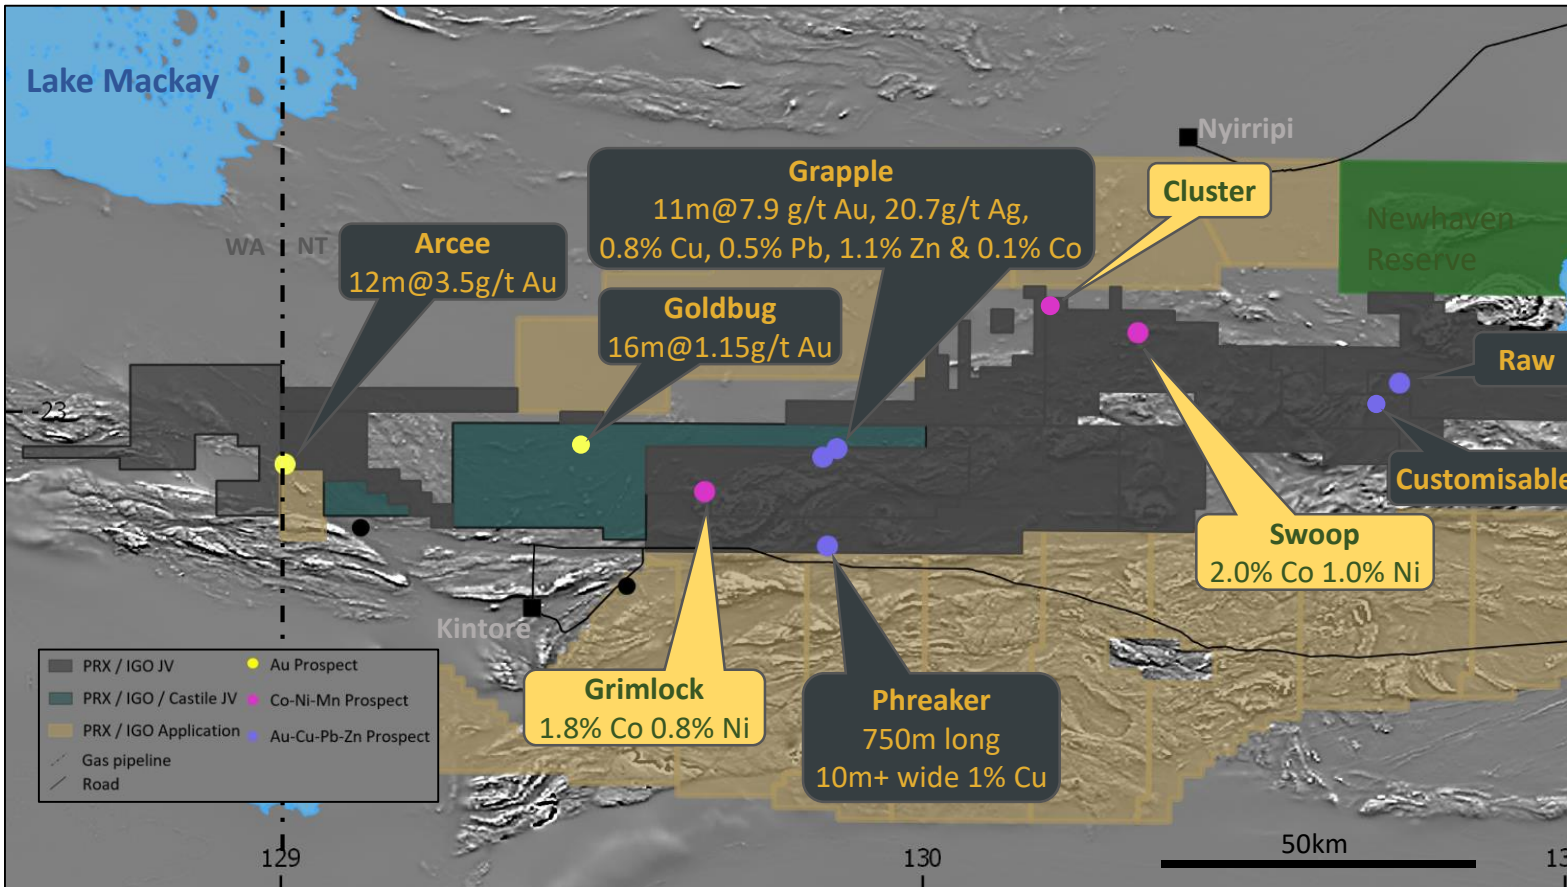 Lake Mackay
Nyirripi
Grapple
11m@7.9 g/t Au, 20.7g/t Ag,
0.8% Cu, 0.5% Pb, 1.1% Zn & 0.1% Co
Cluster
Newhaven
Reserve
WA
NT
Arcee
12m@3.5g/t Au
Goldbug
16m@1.15g/t Au
Raw
-23
Customisable
Swoop
2.0% Co 1.0% Ni
Kintore
Grimlock
1.8% Co 0.8% Ni
Phreaker
750m long
10m+ wide 1% Cu
PRX / IGO JV
PRX / IGO / Castile JV
PRX / IGO Application
Gas pipeline
Road
Au Prospect
Co-Ni-Mn Prospect
Au-Cu-Pb-Zn Prospect
129
130
50km